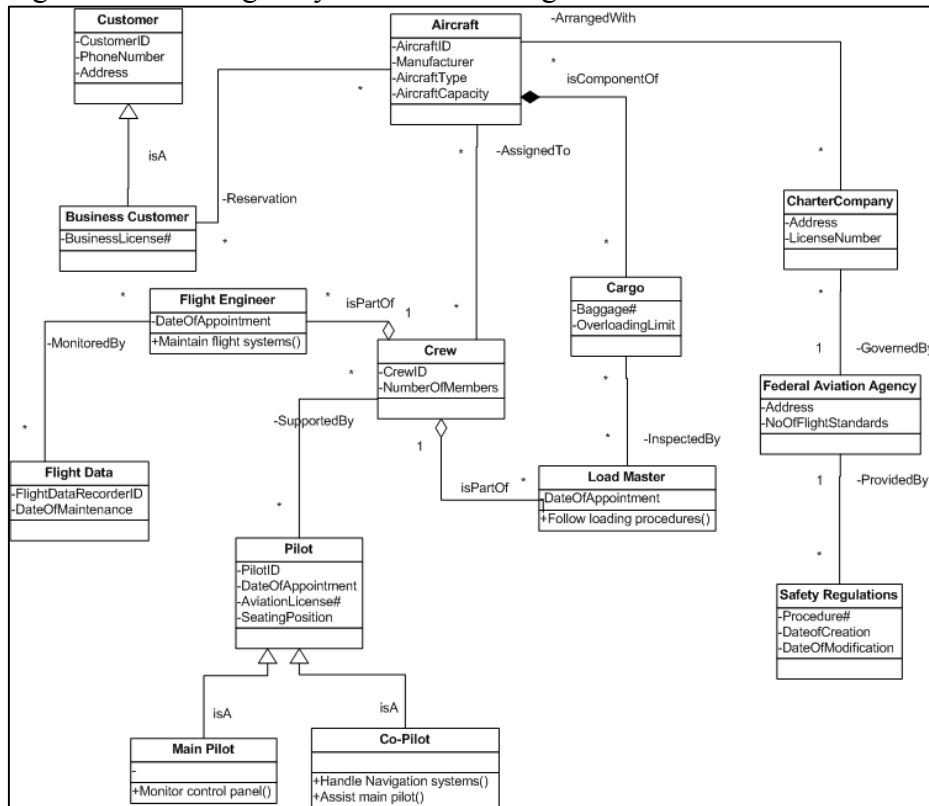 Customer
-CustomerID
-PhoneNumber
-Address
isA
Business Customer
-BusinessLicense#
*
-Reservation
*
Aircraft
-AircraftID
-Manufacturer
-AircraftType
-AircraftCapacity
-ArrangedWith
*
isComponentOf
*
-AssignedTo
*
*
*
CharterCompany
-Address
-LicenseNumber
*
1
-GovernedBy
Federal Aviation Agency
-Address
-NoOfFlightStandards
1
-ProvidedBy
*
Safety Regulations
-Procedure#
-DateofCreation
-DateOfModification
Cargo
-Baggage#
-OverloadingLimit
*
*
-InspectedBy
Load Master
-DateOfAppointment
+Follow loading procedures()
*
isPartOf
1
Crew
-CrewID
-NumberOfMembers
1
isPartOf
*
Flight Engineer
-DateOfAppointment
+Maintain flight systems()
*
-MonitoredBy
*
Flight Data
-FlightDataRecorderID
-DateOfMaintenance
*
-SupportedBy
*
Pilot
-PilotID
-DateOfAppointment
-AviationLicense#
-SeatingPosition
isA
isA
Main Pilot
-
+Monitor control panel()
Co-Pilot
+Handle Navigation systems()
+Assist main pilot()